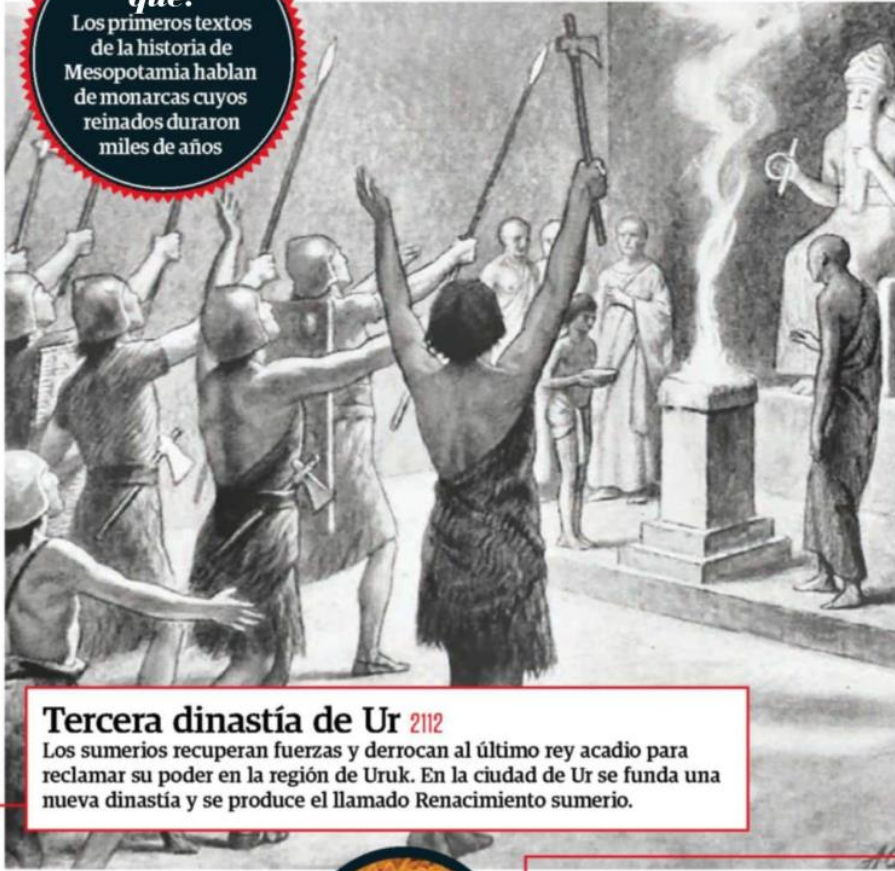 que?
Los primeros textos
de la historia de
Mesopotamia hablan
de monarcas cuyos
reinados duraron
miles de años
Tercera dinastía de Ur 2112
Los sumerios recuperan fuerzas y derrocan al último rey acadio para
reclamar su poder en la región de Uruk. En la ciudad de Ur se funda una
nueva dinastía y se produce el llamado Renacimiento sumerio.